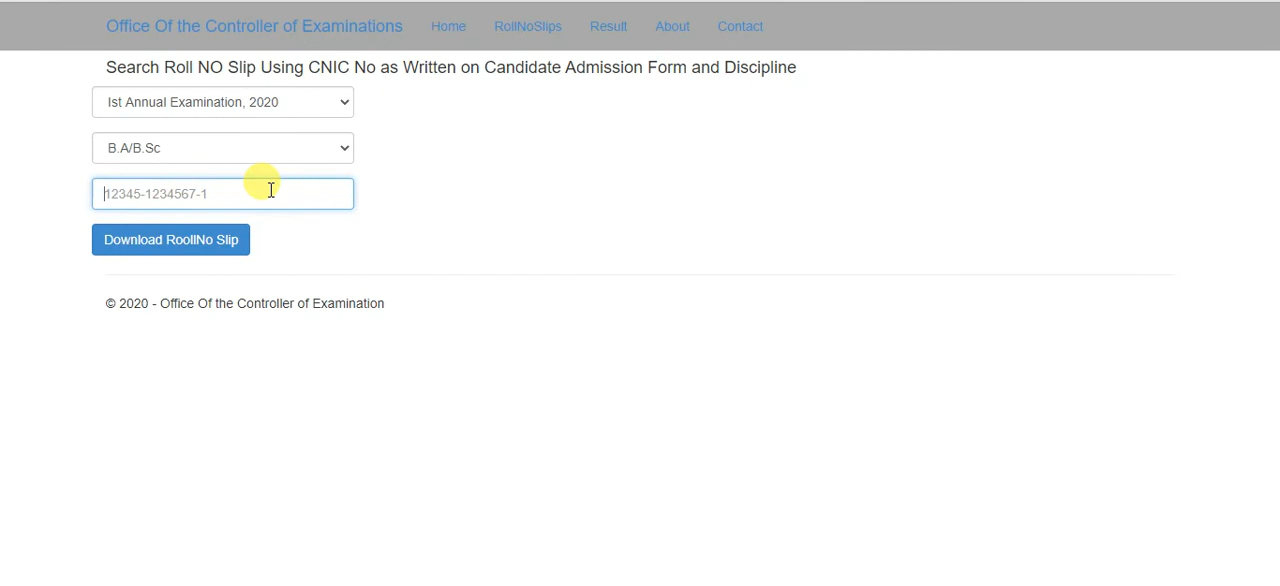 Office Of the Controller of Examinations Home RollNoSlips Result About Contact
Search Roll NO Slip Using CNIC No as Written on Candidate Admission Form and Discipline
Ist Annual Examination, 2020
B.A/B.Sc
12345-1234567-1
Download RoollNo Slip
© 2020 - Office Of the Controller of Examination